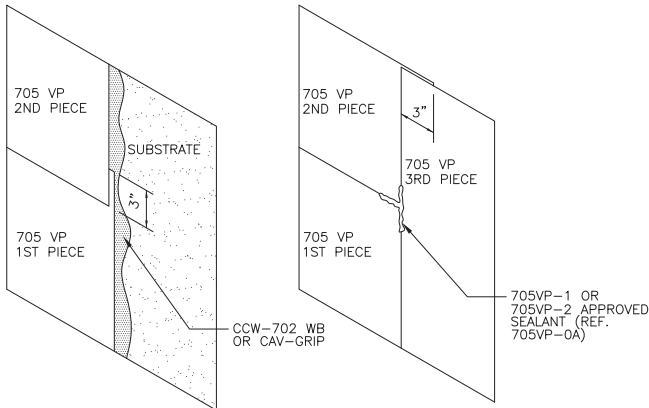 705 VP
2ND PIECE
SUBSTRATE
3"
705 VP
1ST PIECE
CCW-702 WB
OR CAV-GRIP
705 VP
2ND PIECE
3"
705 VP
3RD PIECE
705 VP
1ST PIECE
705VP-1 OR
705VP-2 APPROVED
SEALANT (REF.
705VP-0A)